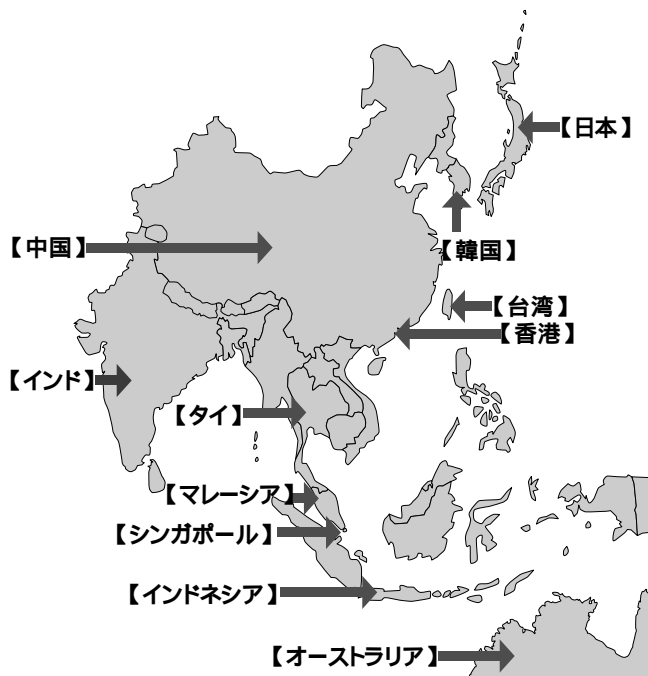 【日本】
【中国】
【韓国】
【台湾】
【香港】
【インド】
【タイ】
【マレーシア】
【シンガポール】
【インドネシア】
【オーストラリア】